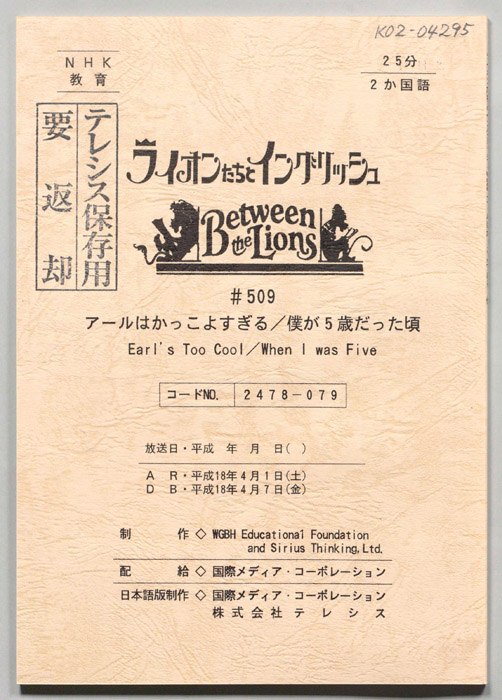 K02-04295
NHK
教育
25分
2か国語
テレシス保存用
要返却
ライオンたちとイングリッシュ
Between
the Lions
#509
アールはかっこよすぎる／僕が5歳だった頃
Earl's Too Cool／When I was Five
コードNO. 2478-079
放送日・平成 年 月 日( )
A R・平成18年4月1日(土)
D B・平成18年4月7日(金)
制 作◇WGBH Educational Foundation
and Sirius Thinking,Ltd.
配 給◇国際メディア・コーポレーション
日本語版制作◇国際メディア・コーポレーション
株式会社テレシス